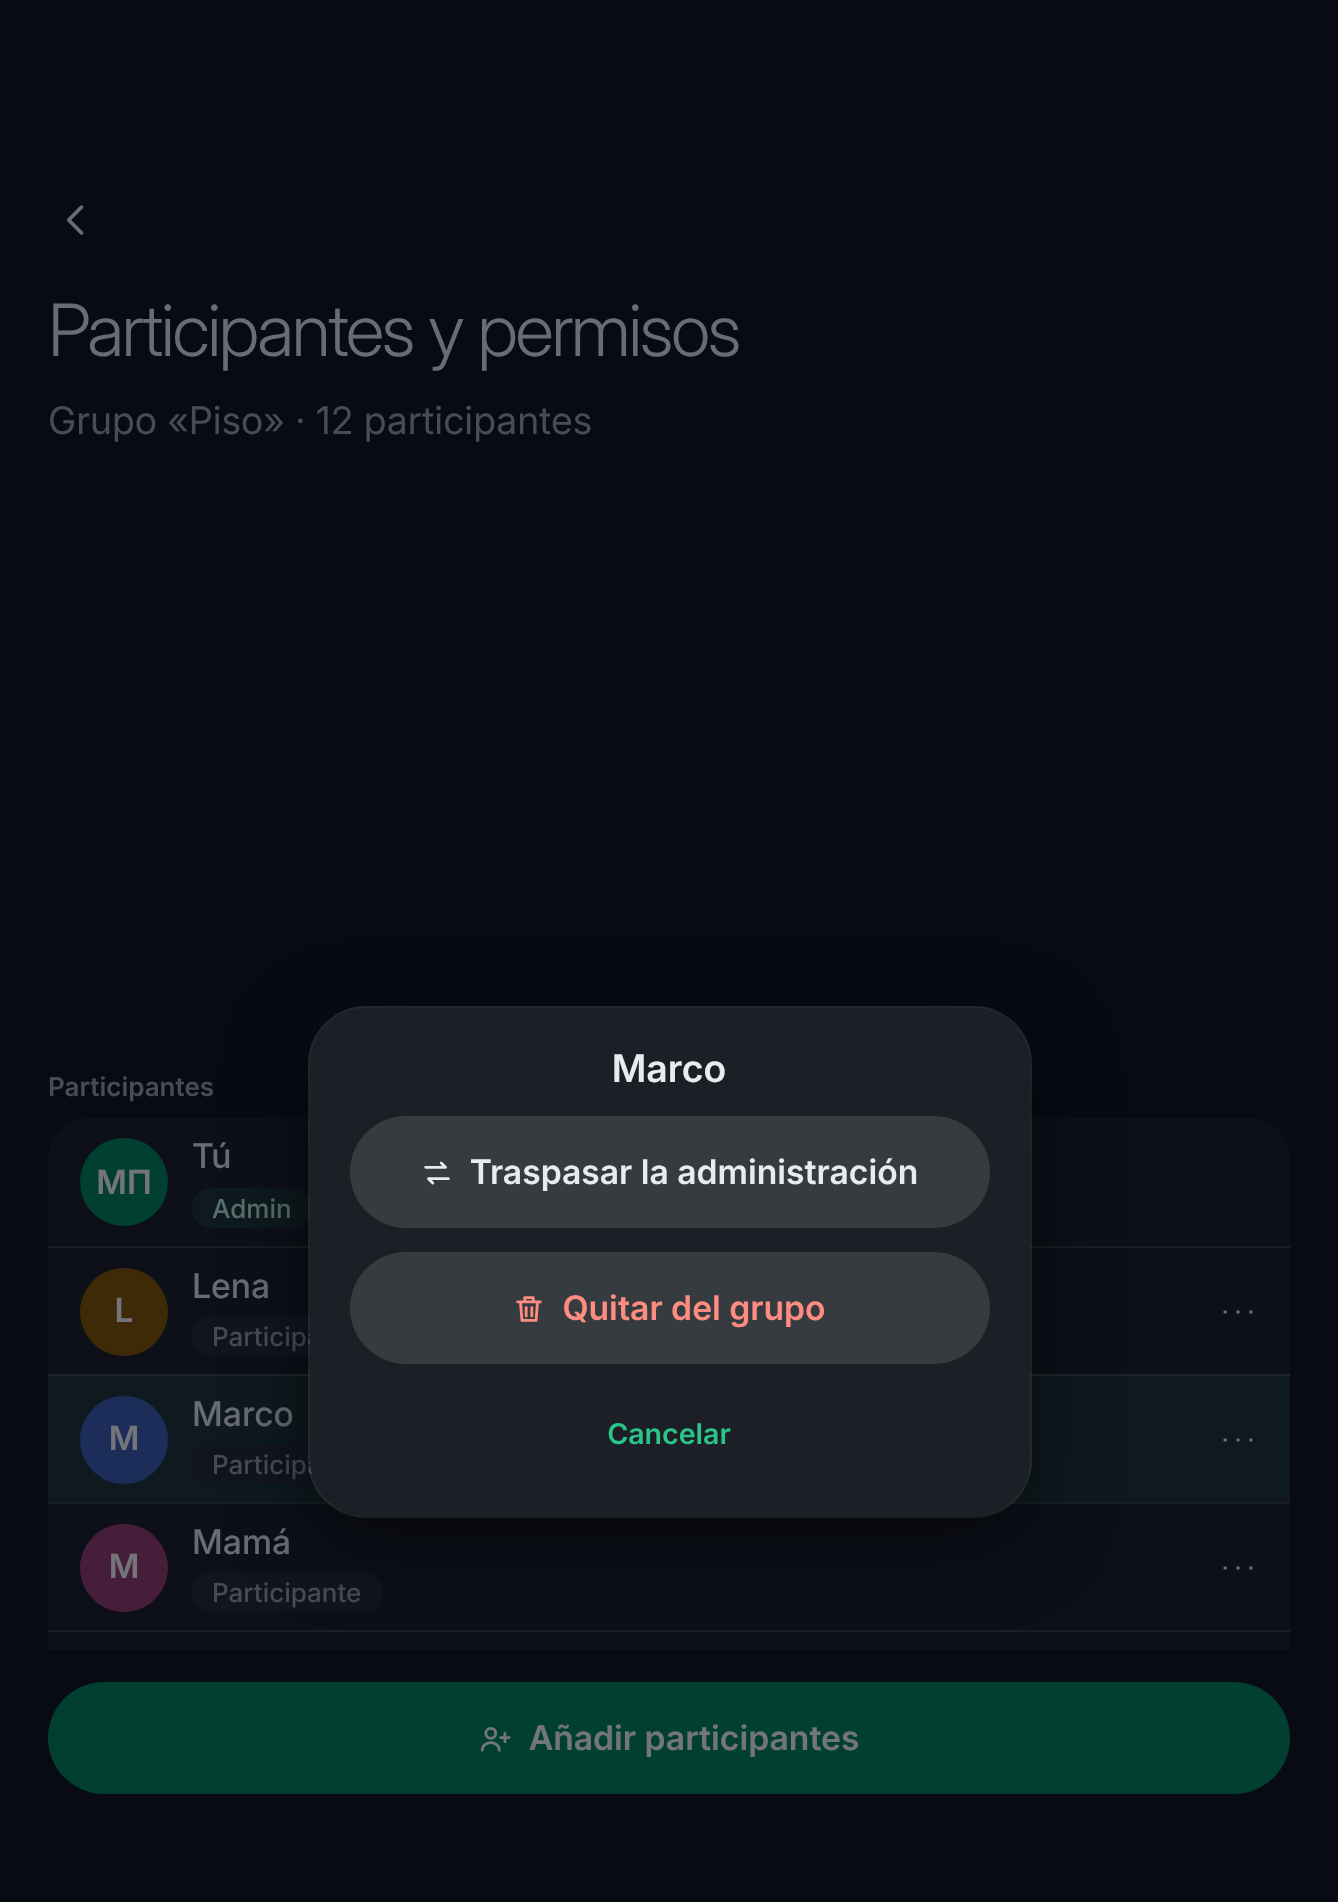 Participantes y permisos
Grupo «Piso» · 12 participantes
Marco
Participantes
Traspasar la administración
Tú
МП
Admin
Quitar del grupo
Lena
L
Cancelar
Marco
M
Mamá
M
Participante
Añadir participantes